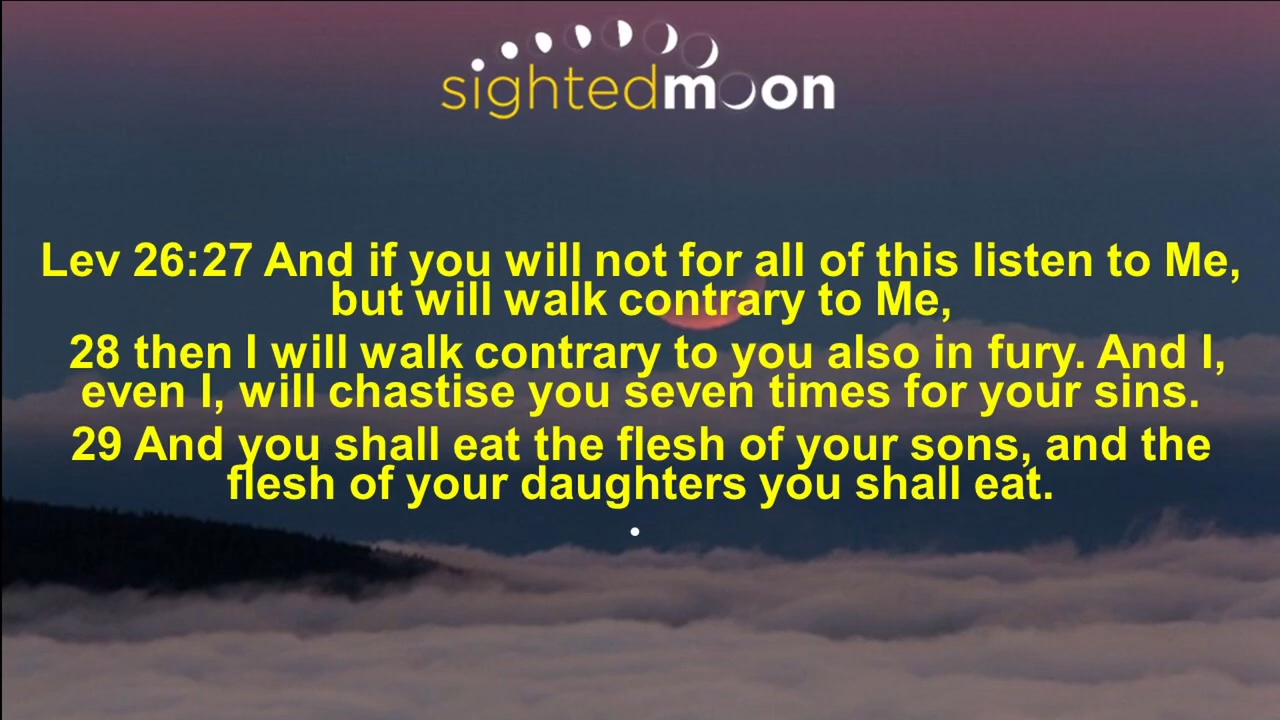 sightedmoon
Lev 26:27 And if you will not for all of this listen to Me,
but will walk contrary to Me,
28 then I will walk contrary to you also in fury. And I,
even I, will chastise you seven times for your sins.
29 And you shall eat the flesh of your sons, and the
flesh of your daughters you shall eat.